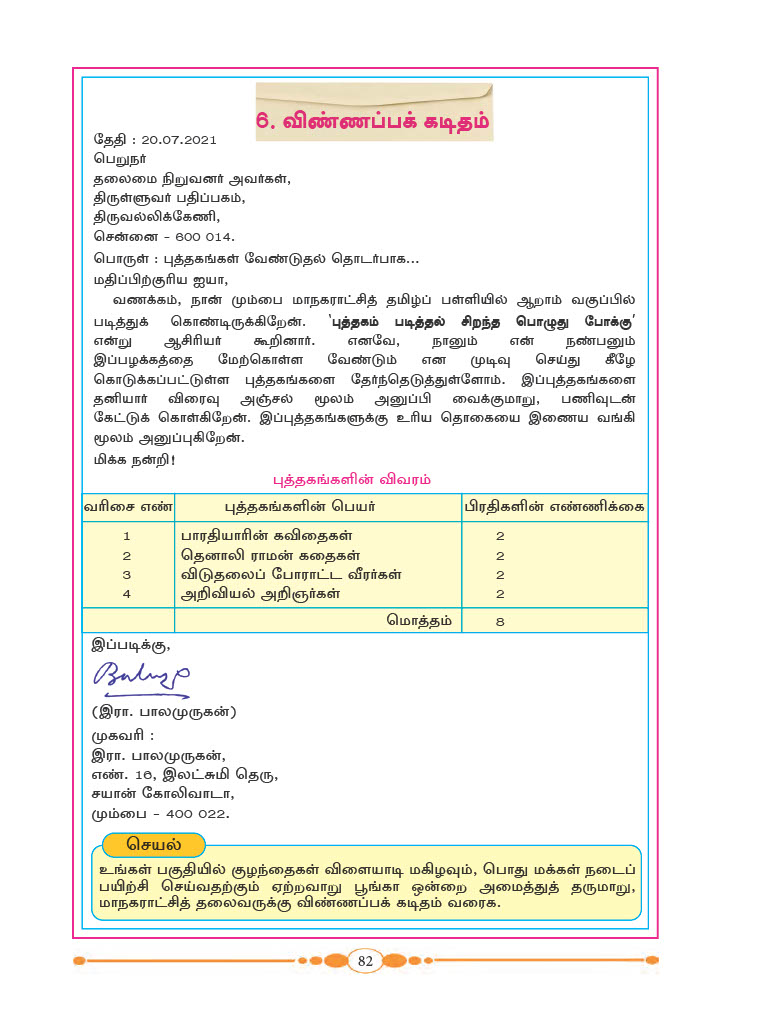 6. விண்ணப்பக் கடிதம்
தேதி : 20.07.2021
பெறுநர்
தலைமை நிறுவனர் அவர்கள்,
திருள்ளுவர் பதிப்பகம்,
திருவல்லிக்கேணி,
சென்னை - 600 014.
பொருள் : புத்தகங்கள் வேண்டுதல் தொடர்பாக...
மதிப்பிற்குரிய ஐயா,
வணக்கம், நான் மும்பை மாநகராட்சித் தமிழ்ப் பள்ளியில் ஆறாம் வகுப்பில்
படித்துக் கொண்டிருக்கிறேன். 'புத்தகம் படித்தல் சிறந்த பொழுது போக்கு'
என்று ஆசிரியர் கூறினார். எனவே, நானும் என் நண்பனும்
இப்பழக்கத்தை மேற்கொள்ள வேண்டும் என முடிவு செய்து கீழே
கொடுக்கப்பட்டுள்ள புத்தகங்களை தேர்ந்தெடுத்துள்ளோம். இப்புத்தகங்களை
தனியார் விரைவு அஞ்சல் மூலம் அனுப்பி வைக்குமாறு, பணிவுடன்
கேட்டுக் கொள்கிறேன். இப்புத்தகங்களுக்கு உரிய தொகையை இணைய வங்கி
மூலம் அனுப்புகிறேன்.
மிக்க நன்றி!
புத்தகங்களின் விவரம்
வரிசை எண் புத்தகங்களின் பெயர் பிரதிகளின் எண்ணிக்கை
1 பாரதியாரின் கவிதைகள் 2
2 தெனாலி ராமன் கதைகள் 2
3 விடுதலைப் போராட்ட வீரர்கள் 2
4 அறிவியல் அறிஞர்கள் 2
மொத்தம் 8
இப்படிக்கு,
(இரா. பாலமுருகன்)
முகவரி :
இரா. பாலமுருகன்,
எண். 16, இலட்சுமி தெரு,
சயான் கோலிவாடா,
மும்பை - 400 022.
செயல்
உங்கள் பகுதியில் குழந்தைகள் விளையாடி மகிழவும், பொது மக்கள் நடைப்
பயிற்சி செய்வதற்கும் ஏற்றவாறு பூங்கா ஒன்றை அமைத்துத் தருமாறு,
மாநகராட்சித் தலைவருக்கு விண்ணப்பக் கடிதம் வரைக.
82